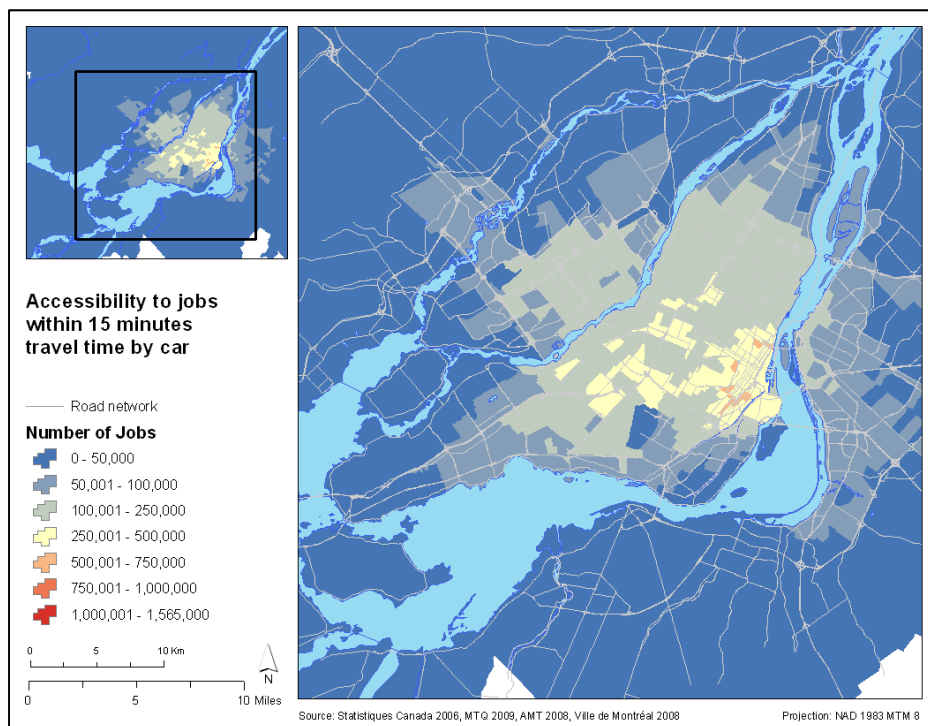 Accessibility to jobs
within 15 minutes
travel time by car
Road network
Number of Jobs
0 - 50,000
50,001 - 100,000
100,001 - 250,000
250,001 - 500,000
500,001 - 750,000
750,001 - 1,000,000
1,000,001 - 1,565,000
0 5 10 Km
N
0 5 10 Miles
Source: Statistiques Canada 2006, MTQ 2009, AMT 2008, Ville de Montréal 2008
Projection: NAD 1983 MTM 8